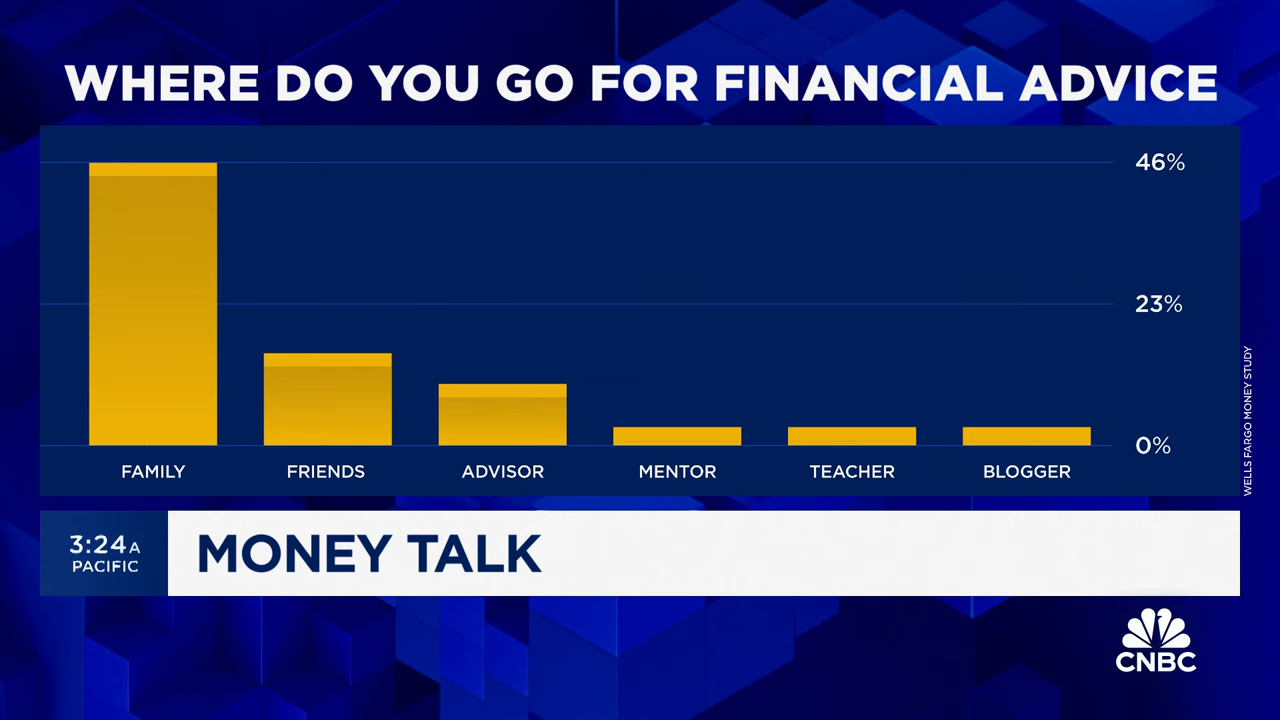 WHERE DO YOU GO FOR FINANCIAL ADVICE
46%
23%
0%
FAMILY
FRIENDS
ADVISOR
MENTOR
TEACHER
BLOGGER
WELLS FARGO MONEY STUDY
3:24A
PACIFIC
MONEY TALK
CNBC